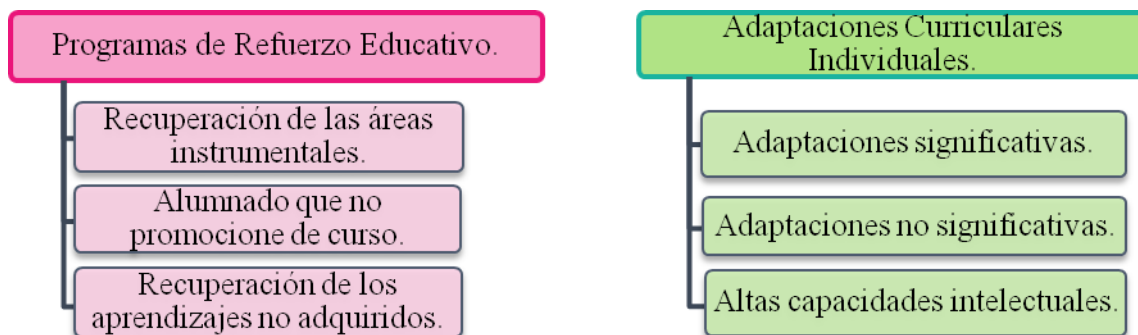 Programas de Refuerzo Educativo.
Recuperación de las áreas
instrumentales.
Alumnado que no
promocione de curso.
Recuperación de los
aprendizajes no adquiridos.
Adaptaciones Curriculares
Individuales.
Adaptaciones significativas.
Adaptaciones no significativas.
Altas capacidades intelectuales.